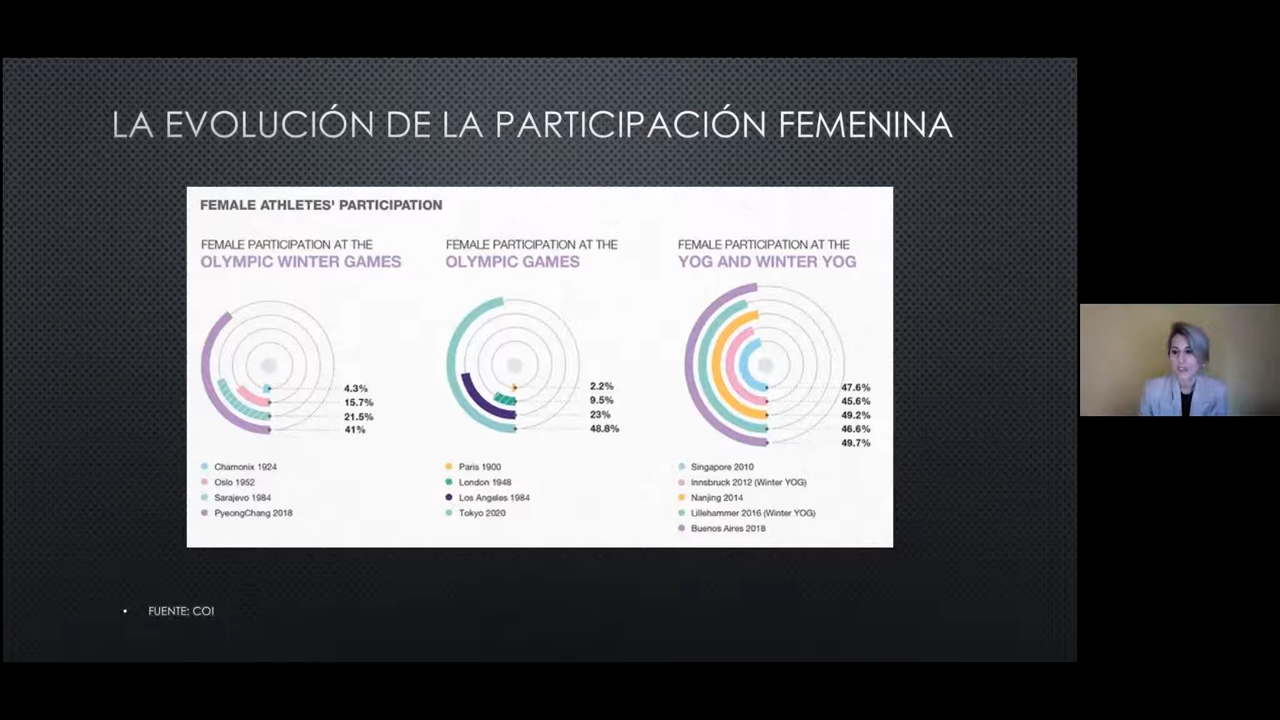 LA EVOLUCIÓN DE LA PARTICIPACIÓN FEMENINA
FEMALE ATHLETES' PARTICIPATION
FEMALE PARTICIPATION AT THE
OLYMPIC WINTER GAMES
4.3%
15.7%
21.5%
41%
Chamonix 1924
Oslo 1952
Sarajevo 1984
PyeongChang 2018
FEMALE PARTICIPATION AT THE
OLYMPIC GAMES
2.2%
9.5%
23%
48.8%
Paris 1900
London 1948
Los Angeles 1984
Tokyo 2020
FEMALE PARTICIPATION AT THE
YOG AND WINTER YOG
47.6%
45.6%
49.2%
46.6%
49.7%
Singapore 2010
Innsbruck 2012 (Winter YOG)
Nanjing 2014
Lillehammer 2016 (Winter YOG)
Buenos Aires 2018
• FUENTE: COI